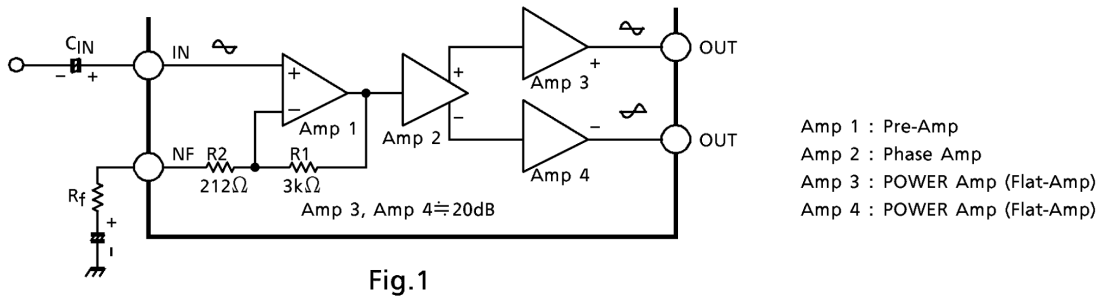 CIN
IN
OUT
+
Amp 3
+
− +
+
−
Amp 1
+
−
Amp 2
−
OUT
Amp 4
NF R2 R1
212Ω 3kΩ
Rf
+
−
Amp 3, Amp 4≒20dB
Amp 1 : Pre-Amp
Amp 2 : Phase Amp
Amp 3 : POWER Amp (Flat-Amp)
Amp 4 : POWER Amp (Flat-Amp)
Fig.1